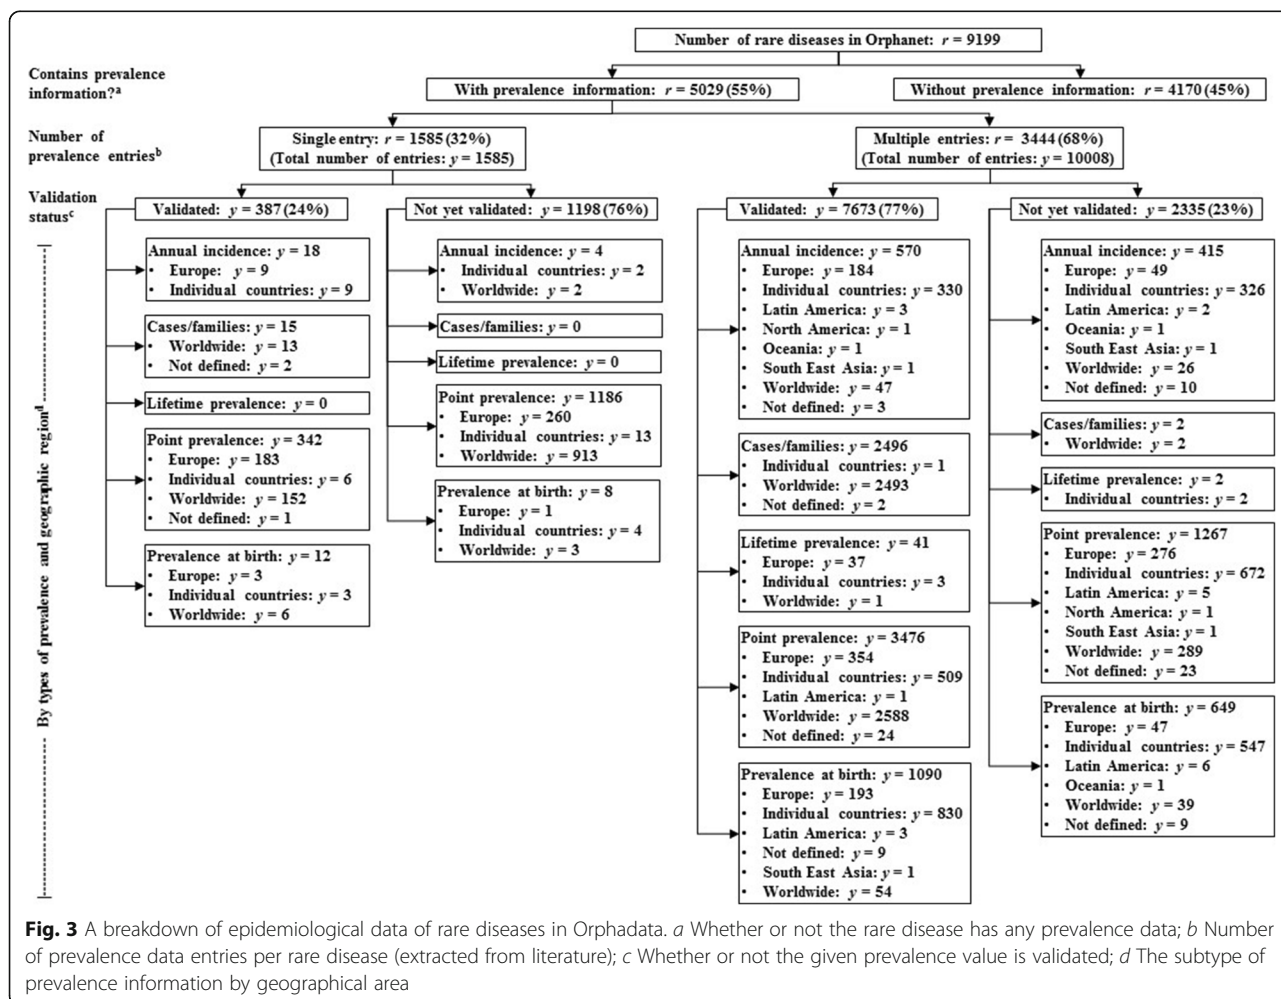 Number of rare diseases in Orphanet: r = 9199
Contains prevalence
information?a
With prevalence information: r = 5029 (55%)
Without prevalence information: r = 4170 (45%)
Number of
prevalence entriesb
Single entry: r = 1585 (32%)
(Total number of entries: y = 1585)
Multiple entries: r = 3444 (68%)
(Total number of entries: y = 10008)
Validation
statusc
Validated: y = 387 (24%)
Not yet validated: y = 1198 (76%)
Validated: y = 7673 (77%)
Not yet validated: y = 2335 (23%)
By types of prevalence and geographic regiond
Annual incidence: y = 18
• Europe: y = 9
• Individual countries: y = 9
Cases/families: y = 15
• Worldwide: y = 13
• Not defined: y = 2
Lifetime prevalence: y = 0
Point prevalence: y = 342
• Europe: y = 183
• Individual countries: y = 6
• Worldwide: y = 152
• Not defined: y = 1
Prevalence at birth: y = 12
• Europe: y = 3
• Individual countries: y = 3
• Worldwide: y = 6
Annual incidence: y = 4
• Individual countries: y = 2
• Worldwide: y = 2
Cases/families: y = 0
Lifetime prevalence: y = 0
Point prevalence: y = 1186
• Europe: y = 260
• Individual countries: y = 13
• Worldwide: y = 913
Prevalence at birth: y = 8
• Europe: y = 1
• Individual countries: y = 4
• Worldwide: y = 3
Annual incidence: y = 570
• Europe: y = 184
• Individual countries: y = 330
• Latin America: y = 3
• North America: y = 1
• Oceania: y = 1
• South East Asia: y = 1
• Worldwide: y = 47
• Not defined: y = 3
Cases/families: y = 2496
• Individual countries: y = 1
• Worldwide: y = 2493
• Not defined: y = 2
Lifetime prevalence: y = 41
• Europe: y = 37
• Individual countries: y = 3
• Worldwide: y = 1
Point prevalence: y = 3476
• Europe: y = 354
• Individual countries: y = 509
• Latin America: y = 1
• Worldwide: y = 2588
• Not defined: y = 24
Prevalence at birth: y = 1090
• Europe: y = 193
• Individual countries: y = 830
• Latin America: y = 3
• Not defined: y = 9
• South East Asia: y = 1
• Worldwide: y = 54
Annual incidence: y = 415
• Europe: y = 49
• Individual countries: y = 326
• Latin America: y = 2
• Oceania: y = 1
• South East Asia: y = 1
• Worldwide: y = 26
• Not defined: y = 10
Cases/families: y = 2
• Worldwide: y = 2
Lifetime prevalence: y = 2
• Individual countries: y = 2
Point prevalence: y = 1267
• Europe: y = 276
• Individual countries: y = 672
• Latin America: y = 5
• North America: y = 1
• South East Asia: y = 1
• Worldwide: y = 289
• Not defined: y = 23
Prevalence at birth: y = 649
• Europe: y = 47
• Individual countries: y = 547
• Latin America: y = 6
• Oceania: y = 1
• Worldwide: y = 39
• Not defined: y = 9
Fig. 3 A breakdown of epidemiological data of rare diseases in Orphadata. a Whether or not the rare disease has any prevalence data; b Number
of prevalence data entries per rare disease (extracted from literature); c Whether or not the given prevalence value is validated; d The subtype of
prevalence information by geographical area